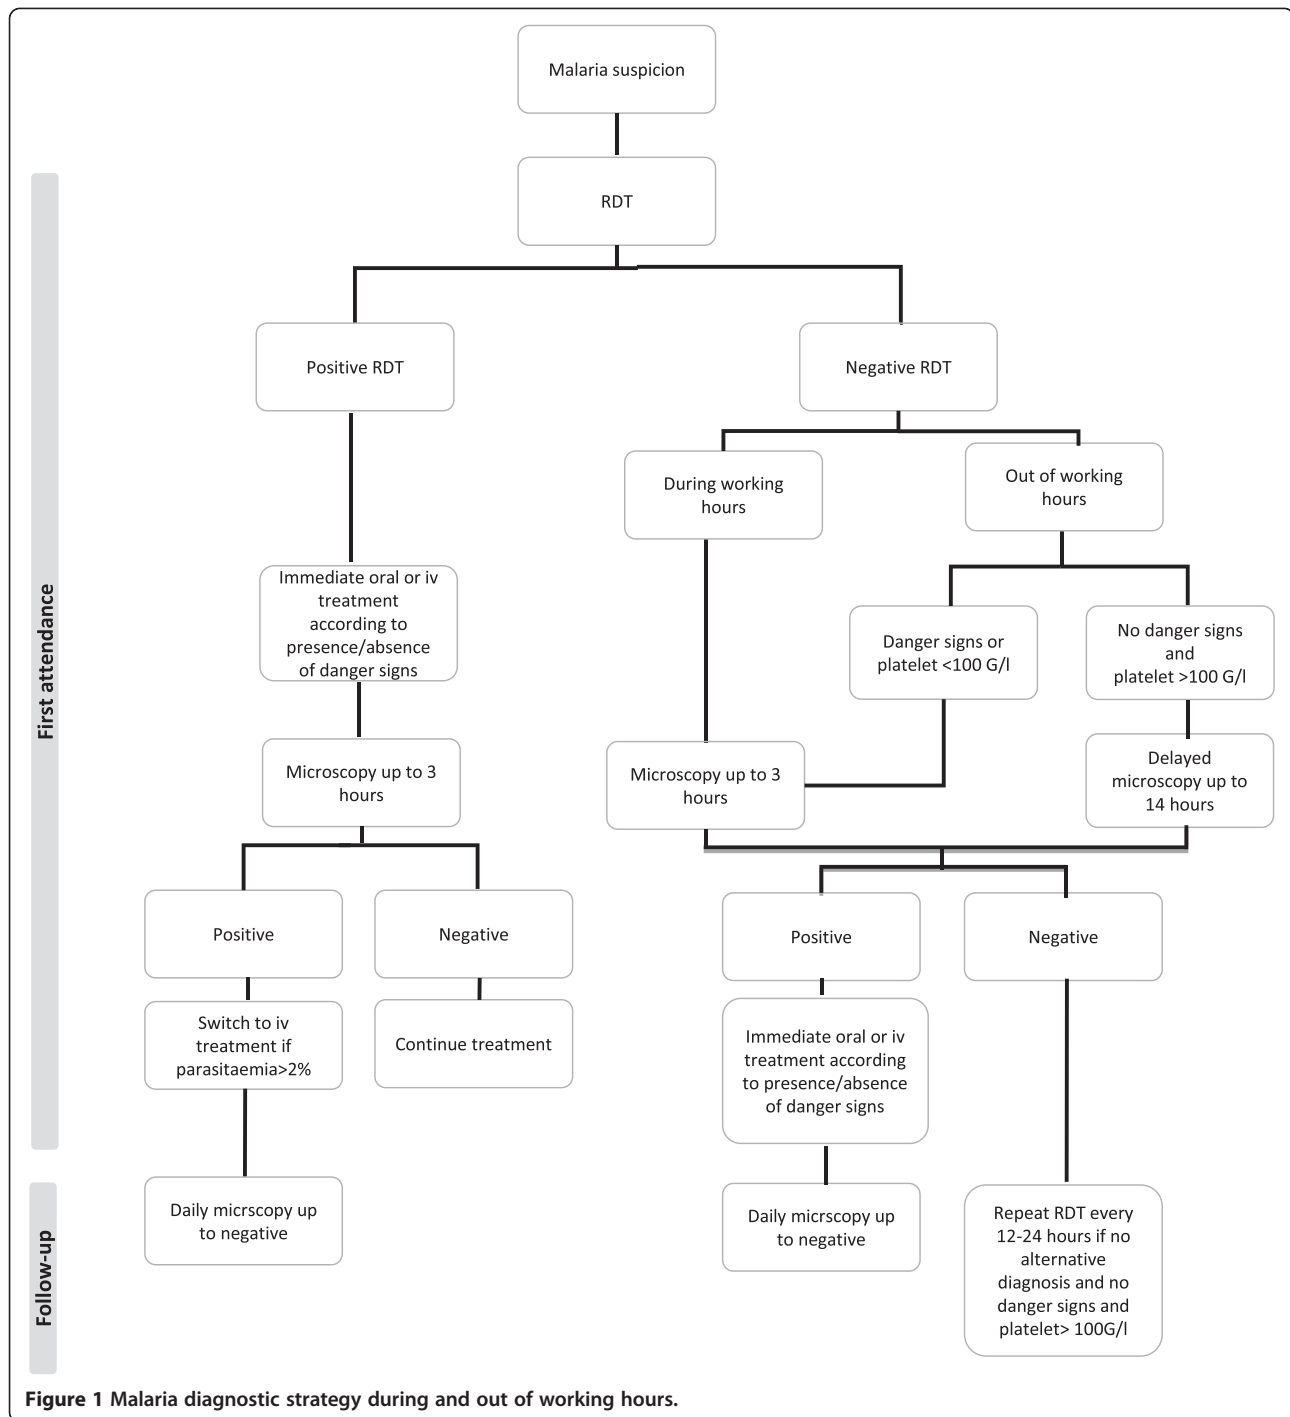 Malaria suspicion
RDT
Positive RDT
Negative RDT
During working
hours
Out of working
hours
Immediate oral or iv
treatment
according to
presence/absence
of danger signs
Danger signs or
platelet <100 G/l
No danger signs
and
platelet >100 G/l
Microscopy up to 3
hours
Microscopy up to 3
hours
Delayed
microscopy up to
14 hours
Positive
Negative
Positive
Negative
Switch to iv
treatment if
parasitaemia>2%
Continue treatment
Immediate oral or iv
treatment according
to presence/absence
of danger signs
First attendance
Daily micrscopy up
to negative
Daily micrscopy up
to negative
Repeat RDT every
12-24 hours if no
alternative
diagnosis and no
danger signs and
platelet> 100G/l
Follow-up
Figure 1 Malaria diagnostic strategy during and out of working hours.